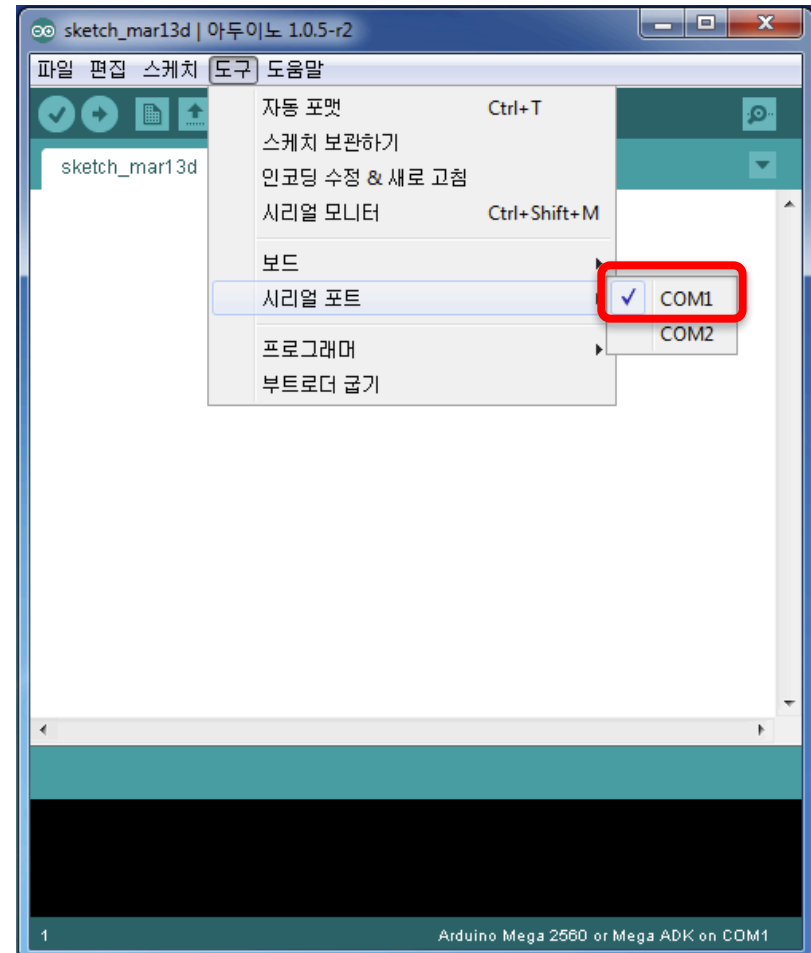 sketch_mar13d | 아두이노 1.0.5-r2
파일 편집 스케치 도구 도움말
sketch_mar13d
자동 포맷 Ctrl+T
스케치 보관하기
인코딩 수정 & 새로 고침
시리얼 모니터 Ctrl+Shift+M
보드
시리얼 포트
COM1
COM2
프로그래머
부트로더 굽기
1 Arduino Mega 2560 or Mega ADK on COM1